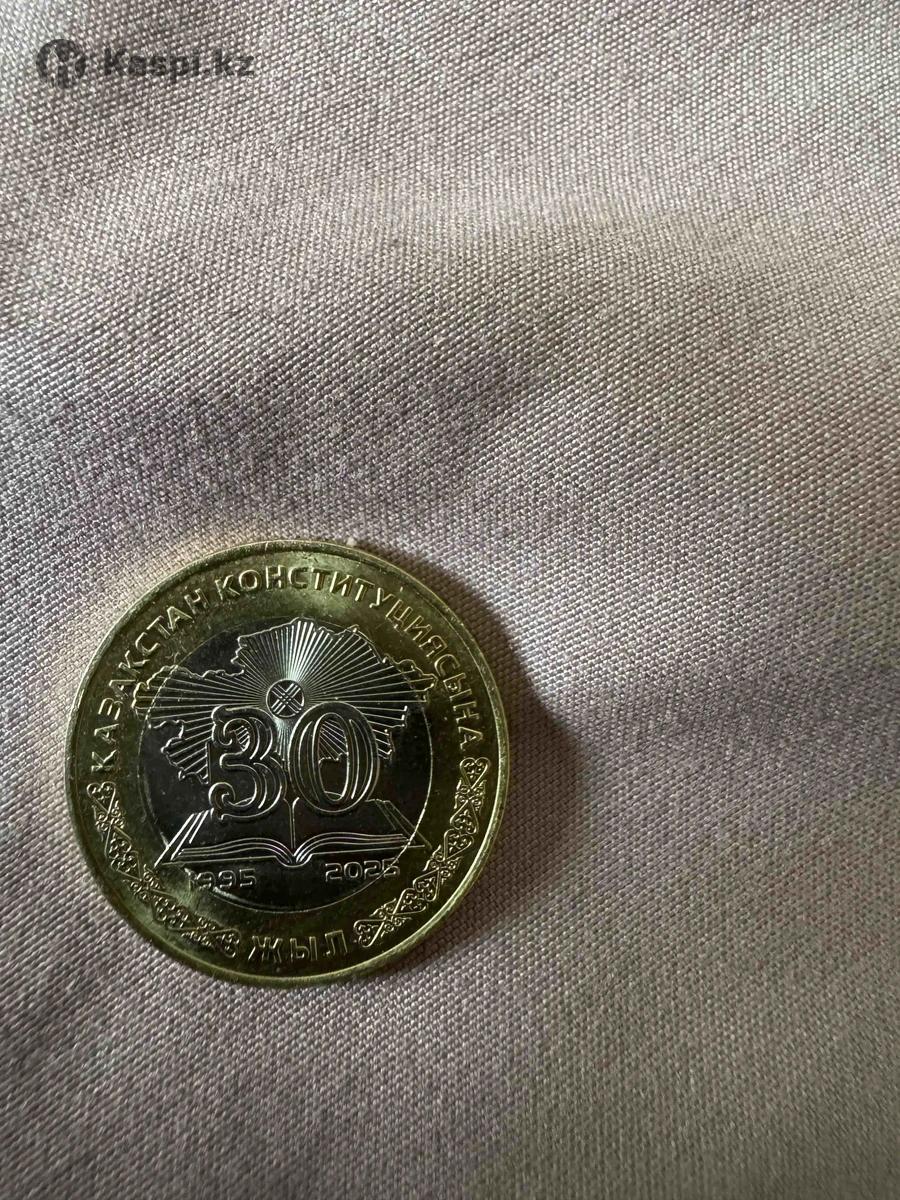 Kaspi.kz
ҚАЗАҚСТАН КОНСТИТУЦИЯСЫНА
30
1995 2025
ЖЫЛ